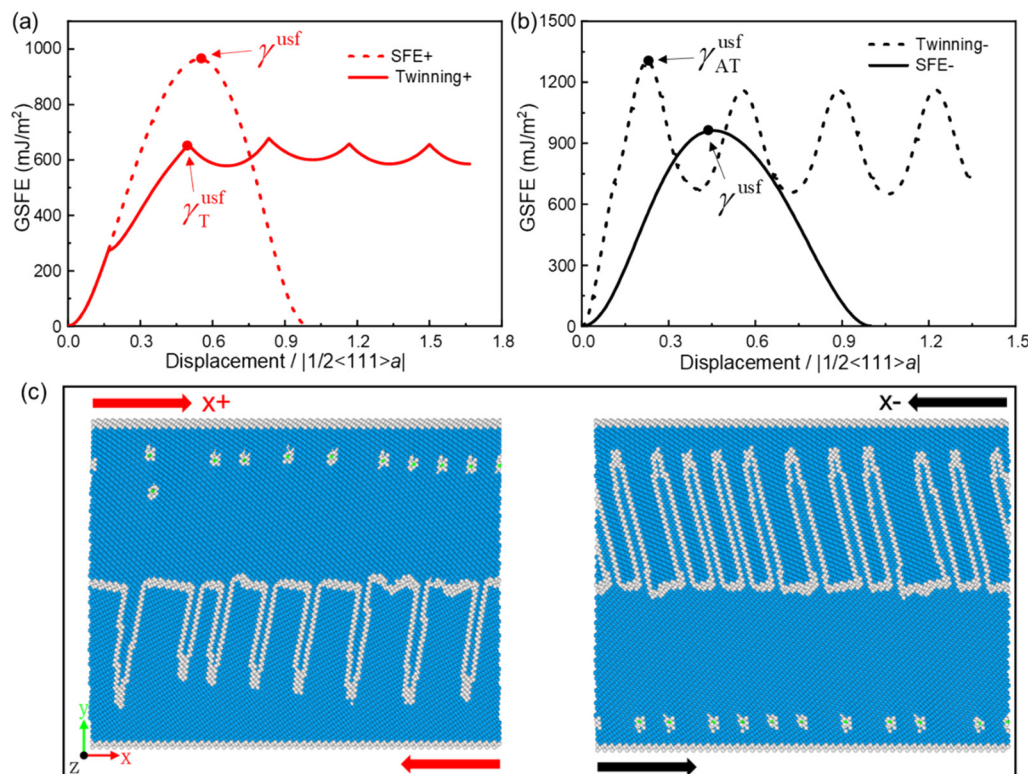 (a)
GSFE (mJ/m²)
1000
800
600
400
200
0
0.0 0.3 0.6 0.9 1.2 1.5 1.8
Displacement / |1/2<111>a|
γ^usf
γ_T^usf
SFE+
Twinning+
(b)
GSFE (mJ/m²)
1500
1200
900
600
300
0
0.0 0.3 0.6 0.9 1.2 1.5
Displacement / |1/2<111>a|
γ_AT^usf
γ^usf
Twinning-
SFE-
(c)
x+
x-
y
z
x